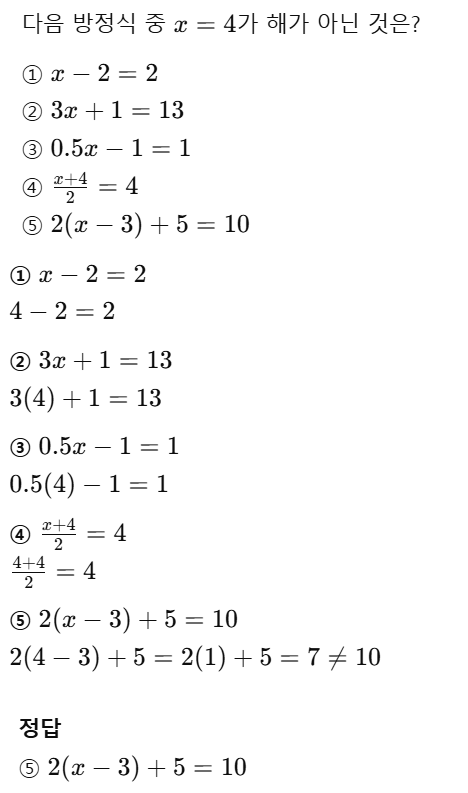 다음 방정식 중 x = 4가 해가 아닌 것은?
① x − 2 = 2
② 3x + 1 = 13
③ 0.5x − 1 = 1
④ \frac{x+4}{2} = 4
⑤ 2(x − 3) + 5 = 10
① x − 2 = 2
4 − 2 = 2
② 3x + 1 = 13
3(4) + 1 = 13
③ 0.5x − 1 = 1
0.5(4) − 1 = 1
④ \frac{x+4}{2} = 4
\frac{4+4}{2} = 4
⑤ 2(x − 3) + 5 = 10
2(4 − 3) + 5 = 2(1) + 5 = 7 ≠ 10
정답
⑤ 2(x − 3) + 5 = 10